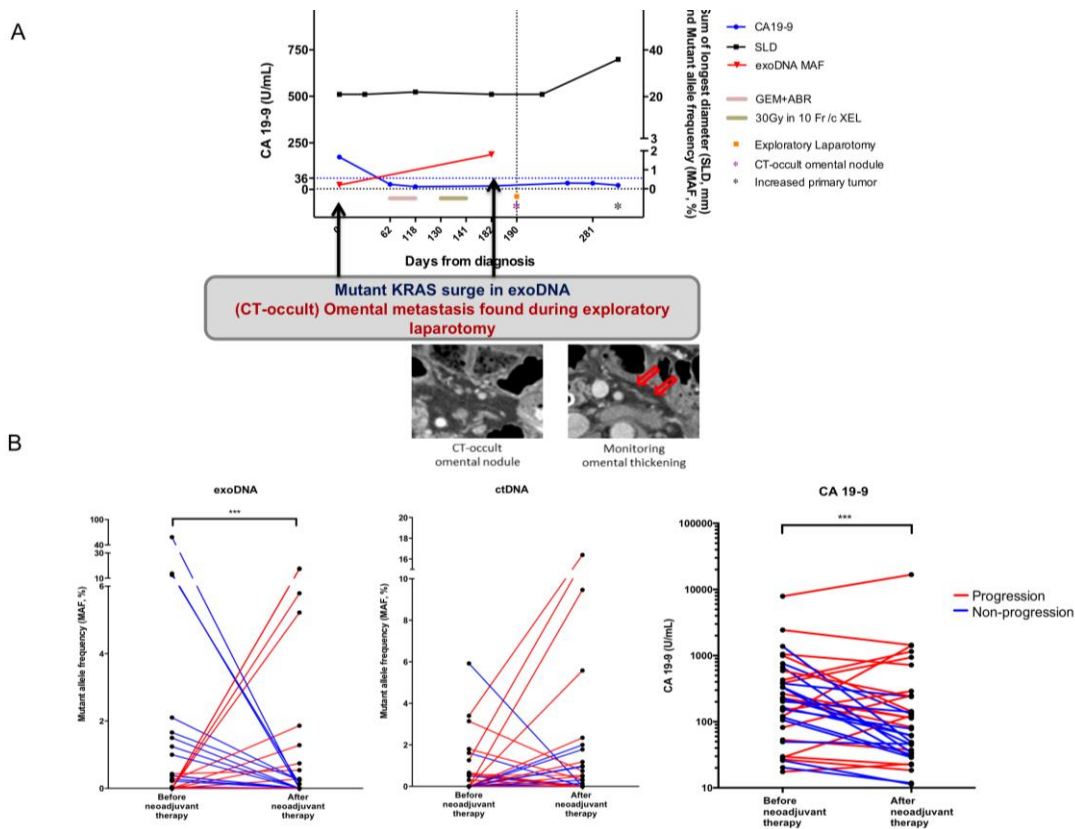 A
CA 19-9 (U/mL)
750
500
250
36
0
40
20
3
2
1
0
Sum of longest diameter (SLD, mm)
nd Mutant allele frequency (MAF, %)
CA19-9
SLD
exoDNA MAF
GEM+ABR
30Gy in 10 Fr /c XEL
Exploratory Laparotomy
CT-occult omental nodule
Increased primary tumor
0
62
118
130
141
182
190
281
Days from diagnosis
Mutant KRAS surge in exoDNA
(CT-occult) Omental metastasis found during exploratory
laparotomy
CT-occult
omental nodule
Monitoring
omental thickening
B
exoDNA
***
Mutant allele frequency (MAF, %)
100
40
30
10
6
4
2
0
Before
neoadjuvant
therapy
After
neoadjuvant
therapy
ctDNA
Mutant allele frequency (MAF, %)
20
18
16
14
12
10
8
6
4
2
0
Before
neoadjuvant
therapy
After
neoadjuvant
therapy
CA 19-9
***
CA 19-9 (U/mL)
100000
10000
1000
100
10
Before
neoadjuvant
therapy
After
neoadjuvant
therapy
Progression
Non-progression